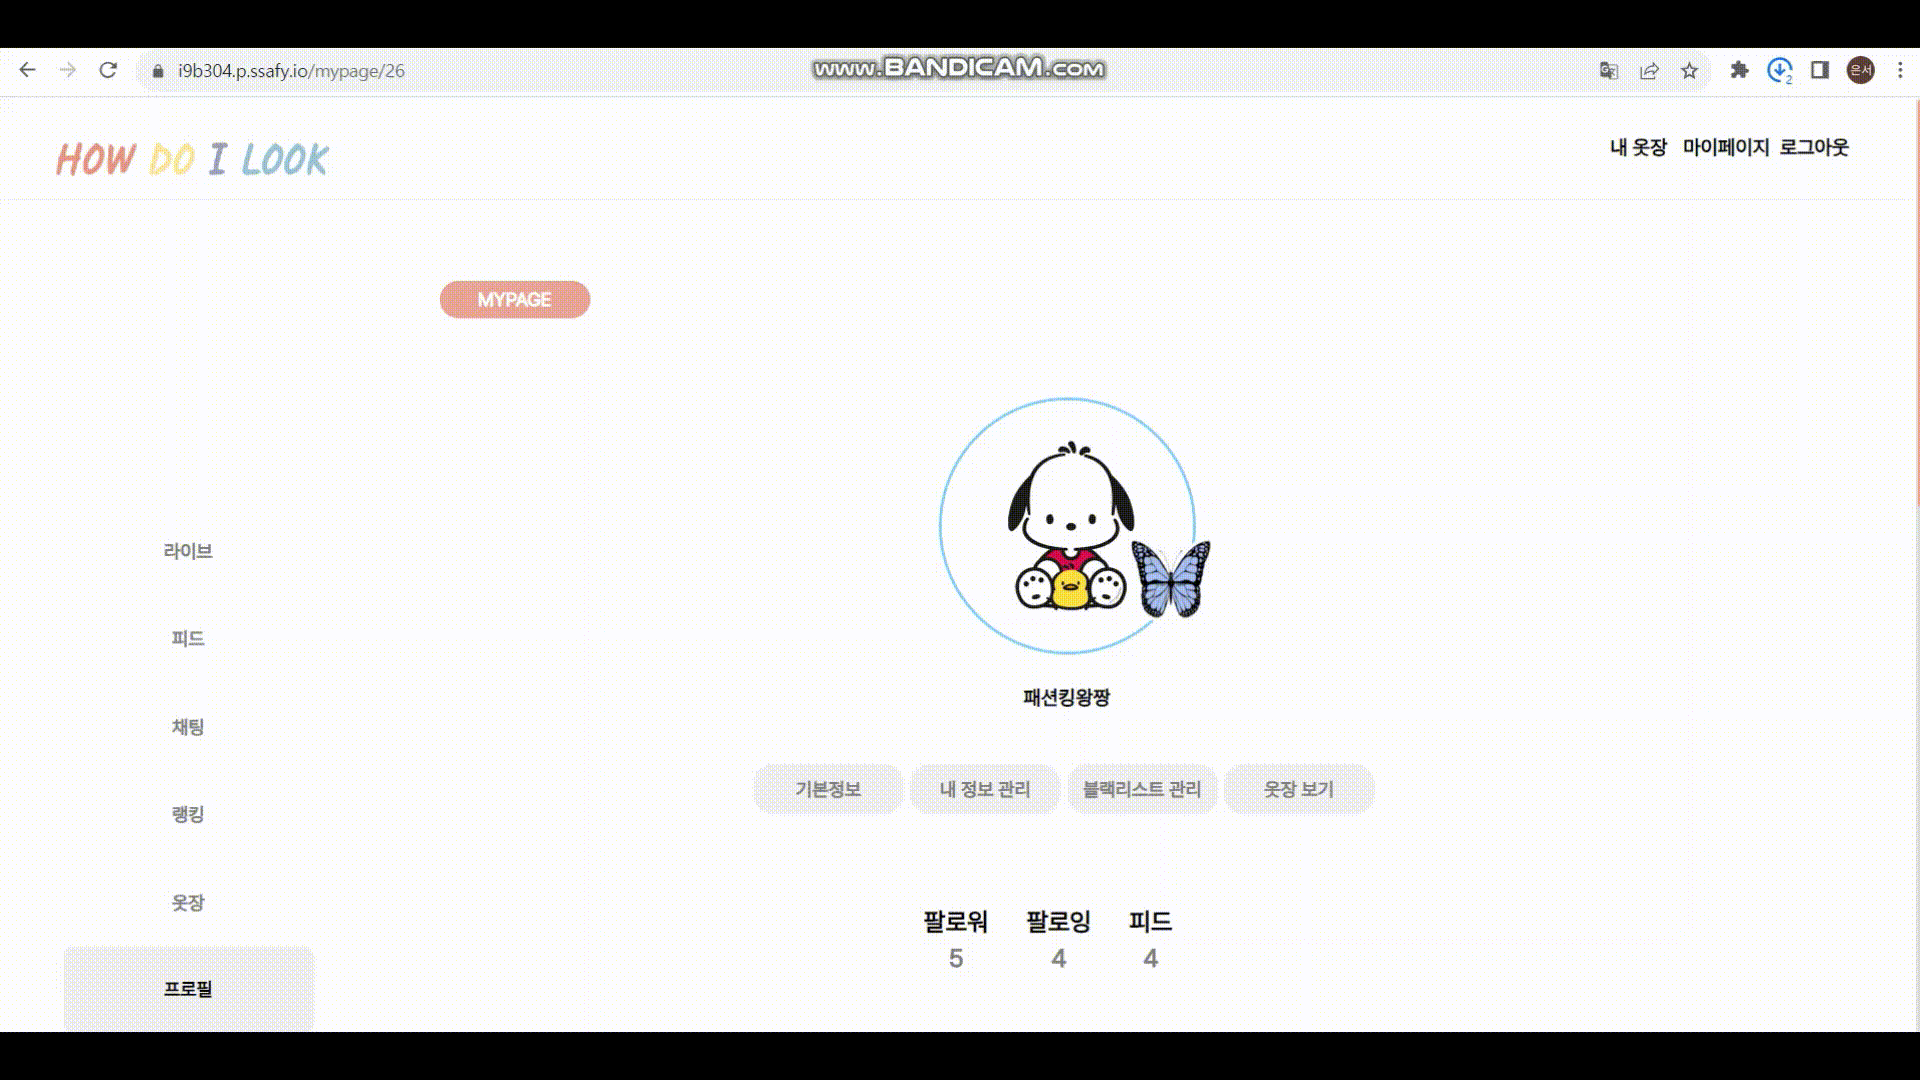 i9b304.p.ssafy.io/mypage/26
www.BANDICAM.com
2
은서
HOW DO I LOOK
내 옷장 마이페이지 로그아웃
MYPAGE
라이브
피드
채팅
랭킹
옷장
프로필
패션킹왕짱
기본정보 내 정보 관리 블랙리스트 관리 옷장 보기
팔로워 팔로잉 피드
5 4 4